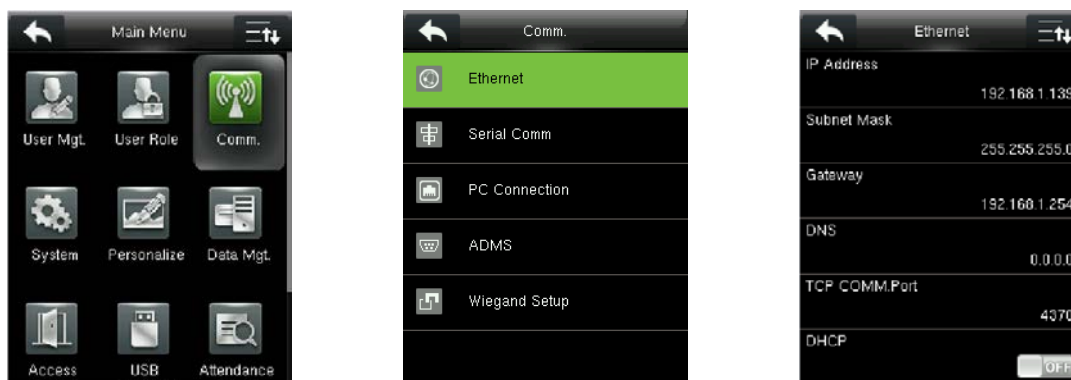 Main Menu
User Mgt.
User Role
Comm.
System
Personalize
Data Mgt.
Access
USB
Attendance
Comm.
Ethernet
Serial Comm
PC Connection
ADMS
Wiegand Setup
Ethernet
IP Address
192.168.1.139
Subnet Mask
255.255.255.0
Gateway
192.168.1.254
DNS
0.0.0.0
TCP COMM.Port
4370
DHCP
OFF